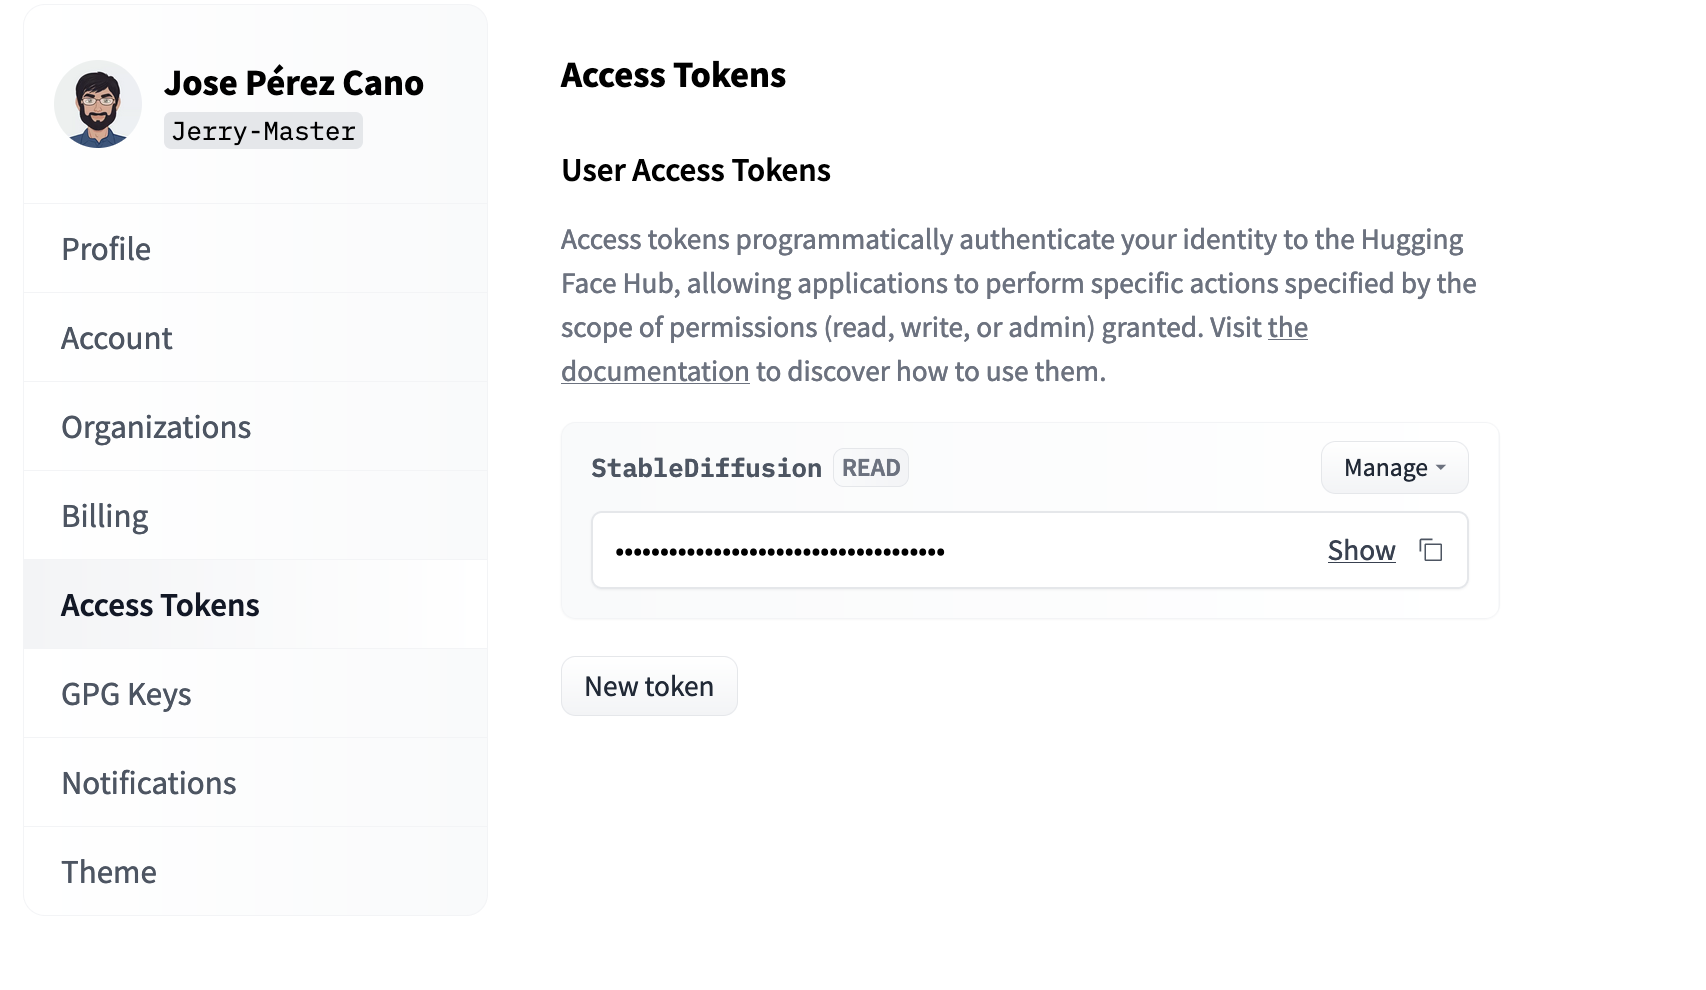 Jose Pérez Cano
Jerry-Master
Profile
Account
Organizations
Billing
Access Tokens
GPG Keys
Notifications
Theme
Access Tokens
User Access Tokens
Access tokens programmatically authenticate your identity to the Hugging
Face Hub, allowing applications to perform specific actions specified by the
scope of permissions (read, write, or admin) granted. Visit the
documentation to discover how to use them.
StableDiffusion READ
Manage
•••••••••••••••••••••••••••••••••••••
Show
New token